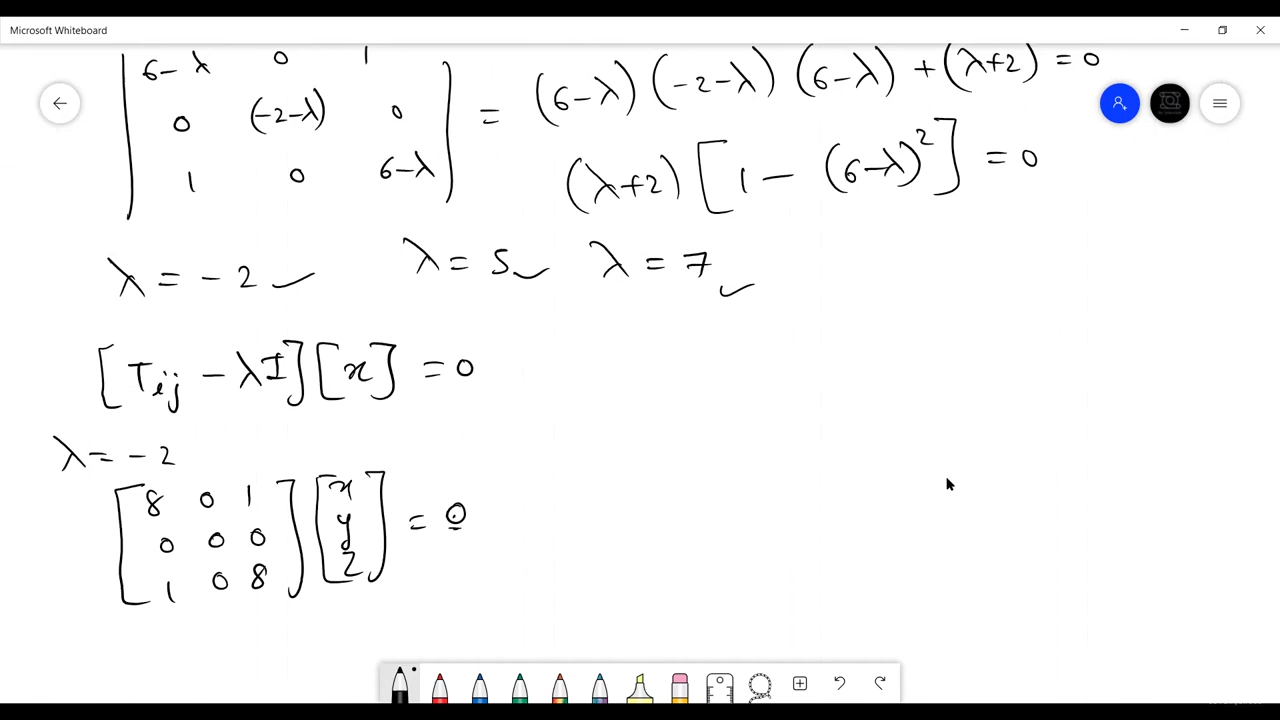 Microsoft Whiteboard
| 6-λ 0 1 |
| 0 (-2-λ) 0 | = (6-λ)(-2-λ)(6-λ) + (λ+2) = 0
| 1 0 6-λ | (λ+2)[1 - (6-λ)²] = 0
λ = -2 ✓ λ = 5 ✓ λ = 7 ✓
[Tij - λI][x] = 0
λ = -2
[8 0 1] [x]
[0 0 0] [y] = 0
[1 0 8] [z]